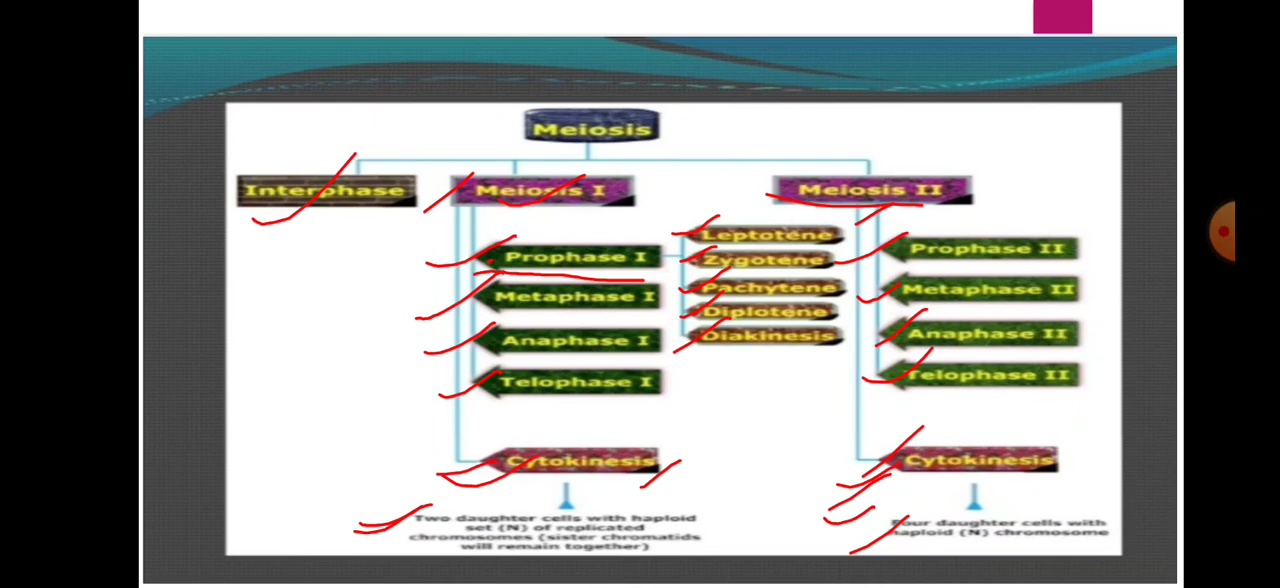 Meiosis
Interphase
Meiosis I
Meiosis II
Prophase I
Metaphase I
Anaphase I
Telophase I
Leptotene
Zygotene
Pachytene
Diplotene
Diakinesis
Prophase II
Metaphase II
Anaphase II
Telophase II
Cytokinesis
Two daughter cells with haploid
set (N) of replicated
chromosomes (sister chromatids
will remain together)
Cytokinesis
Four daughter cells with
haploid (N) chromosome